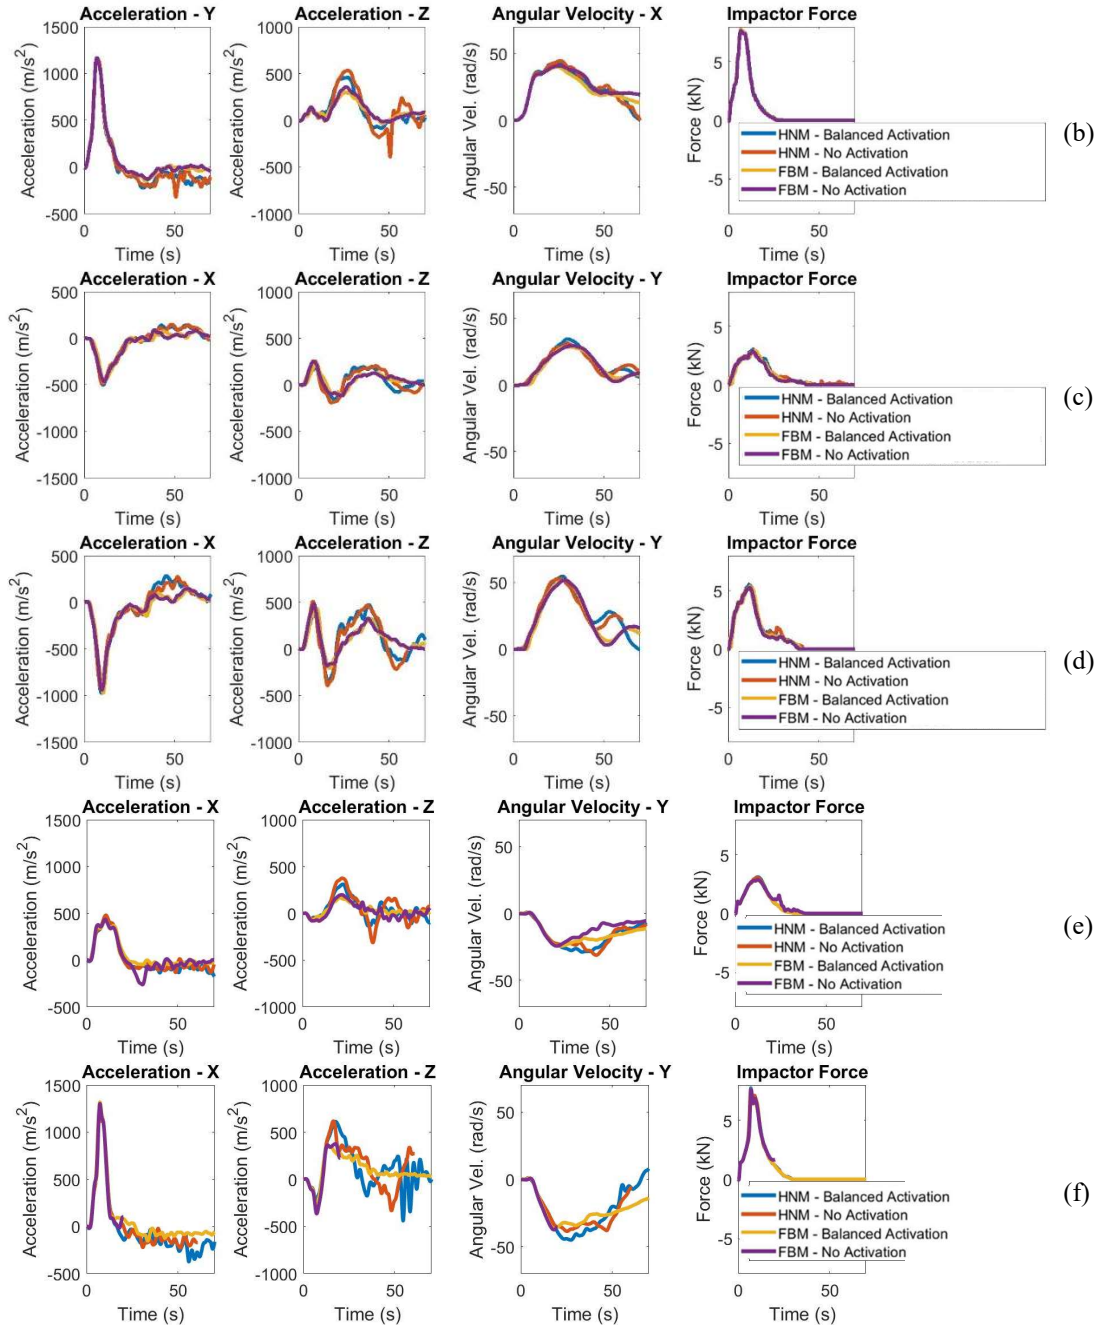 Acceleration - Y Acceleration - Z Angular Velocity - X Impactor Force
Acceleration (m/s²) 1500 1000 500 0 -500 0 50 Time (s)
Acceleration (m/s²) 1000 500 0 -500 -1000 0 50 Time (s)
Angular Vel. (rad/s) 50 0 -50 0 50 Time (s)
Force (kN) 5 0 -5 0 50 Time (s)
HNM - Balanced Activation
HNM - No Activation
FBM - Balanced Activation
FBM - No Activation
(b)
Acceleration - X Acceleration - Z Angular Velocity - Y Impactor Force
Acceleration (m/s²) 500 0 -500 -1000 -1500 0 50 Time (s)
Acceleration (m/s²) 1000 500 0 -500 -1000 0 50 Time (s)
Angular Vel. (rad/s) 50 0 -50 0 50 Time (s)
Force (kN) 5 0 -5 0 50 Time (s)
HNM - Balanced Activation
HNM - No Activation
FBM - Balanced Activation
FBM - No Activation
(c)
Acceleration - X Acceleration - Z Angular Velocity - Y Impactor Force
Acceleration (m/s²) 500 0 -500 -1000 -1500 0 50 Time (s)
Acceleration (m/s²) 1000 500 0 -500 -1000 0 50 Time (s)
Angular Vel. (rad/s) 50 0 -50 0 50 Time (s)
Force (kN) 5 0 -5 0 50 Time (s)
HNM - Balanced Activation
HNM - No Activation
FBM - Balanced Activation
FBM - No Activation
(d)
Acceleration - X Acceleration - Z Angular Velocity - Y Impactor Force
Acceleration (m/s²) 1500 1000 500 0 -500 0 50 Time (s)
Acceleration (m/s²) 1000 500 0 -500 -1000 0 50 Time (s)
Angular Vel. (rad/s) 50 0 -50 0 50 Time (s)
Force (kN) 5 0 -5 0 50 Time (s)
HNM - Balanced Activation
HNM - No Activation
FBM - Balanced Activation
FBM - No Activation
(e)
Acceleration - X Acceleration - Z Angular Velocity - Y Impactor Force
Acceleration (m/s²) 1500 1000 500 0 -500 0 50 Time (s)
Acceleration (m/s²) 1000 500 0 -500 -1000 0 50 Time (s)
Angular Vel. (rad/s) 50 0 -50 0 50 Time (s)
Force (kN) 5 0 -5 0 50 Time (s)
HNM - Balanced Activation
HNM - No Activation
FBM - Balanced Activation
FBM - No Activation
(f)